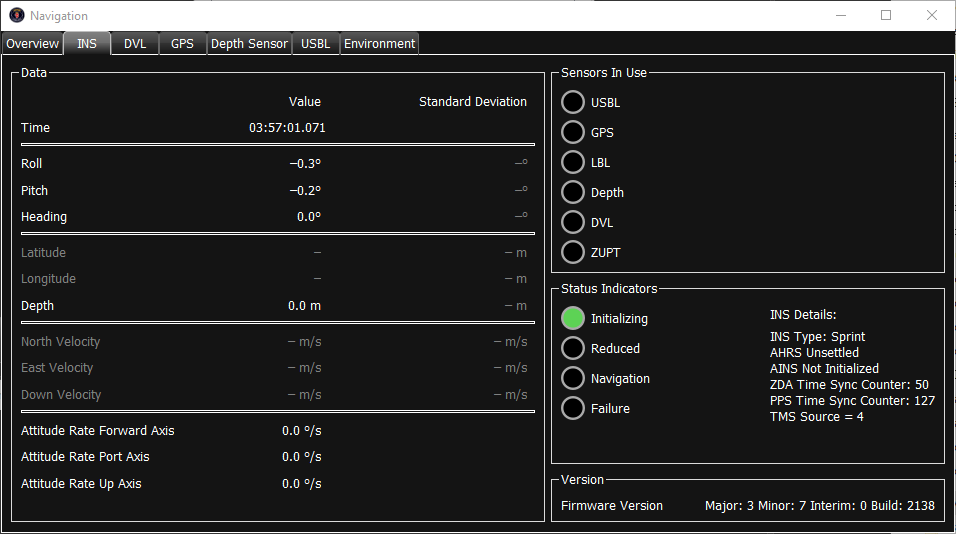 Navigation
Overview INS DVL GPS Depth Sensor USBL Environment
Data
Value Standard Deviation
Time 03:57:01.071
Roll −0.3° −°
Pitch −0.2° −°
Heading 0.0° −°
Latitude − − m
Longitude − − m
Depth 0.0 m − m
North Velocity − m/s − m/s
East Velocity − m/s − m/s
Down Velocity − m/s − m/s
Attitude Rate Forward Axis 0.0 °/s
Attitude Rate Port Axis 0.0 °/s
Attitude Rate Up Axis 0.0 °/s
Sensors In Use
USBL
GPS
LBL
Depth
DVL
ZUPT
Status Indicators
Initializing
Reduced
Navigation
Failure
INS Details:
INS Type: Sprint
AHRS Unsettled
AINS Not Initialized
ZDA Time Sync Counter: 50
PPS Time Sync Counter: 127
TMS Source = 4
Version
Firmware Version Major: 3 Minor: 7 Interim: 0 Build: 2138